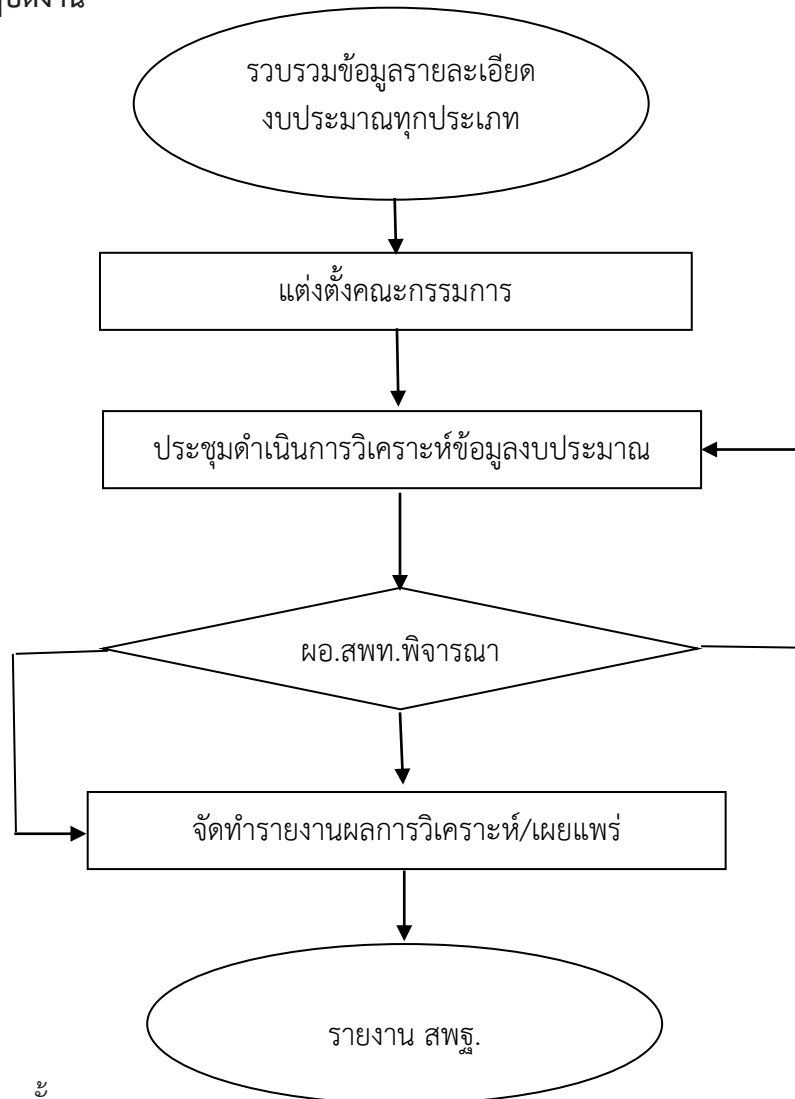 รวบรวมข้อมูลรายละเอียด
งบประมาณทุกประเภท
แต่งตั้งคณะกรรมการ
ประชุมดำเนินการวิเคราะห์ข้อมูลงบประมาณ
ผอ.สพท.พิจารณา
จัดทำรายงานผลการวิเคราะห์/เผยแพร่
รายงาน สพฐ.